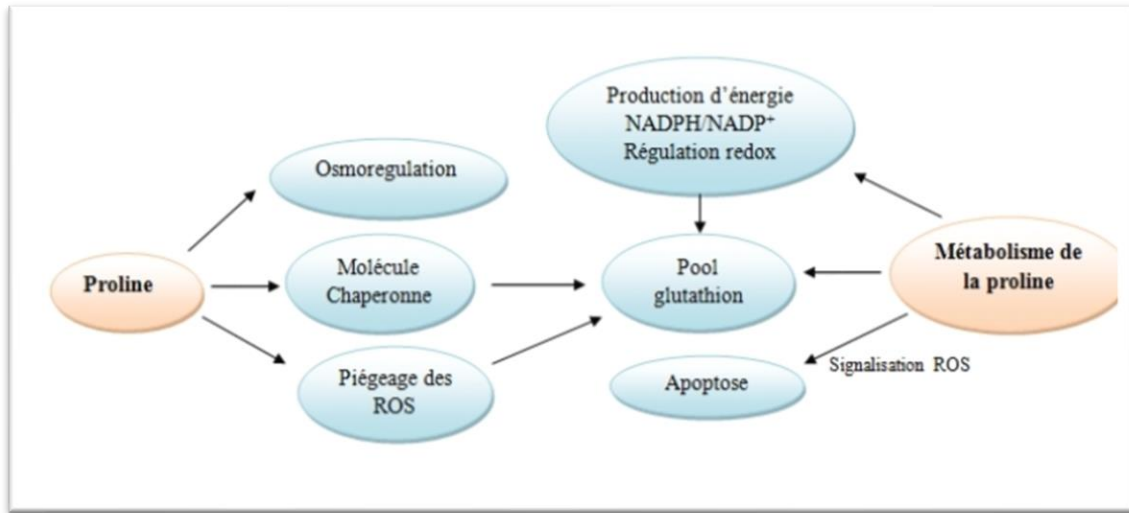 Proline
Osmoregulation
Molécule
Chaperonne
Piégeage des
ROS
Production d'énergie
NADPH/NADP⁺
Régulation redox
Pool
glutathion
Apoptose
Métabolisme de
la proline
Signalisation ROS